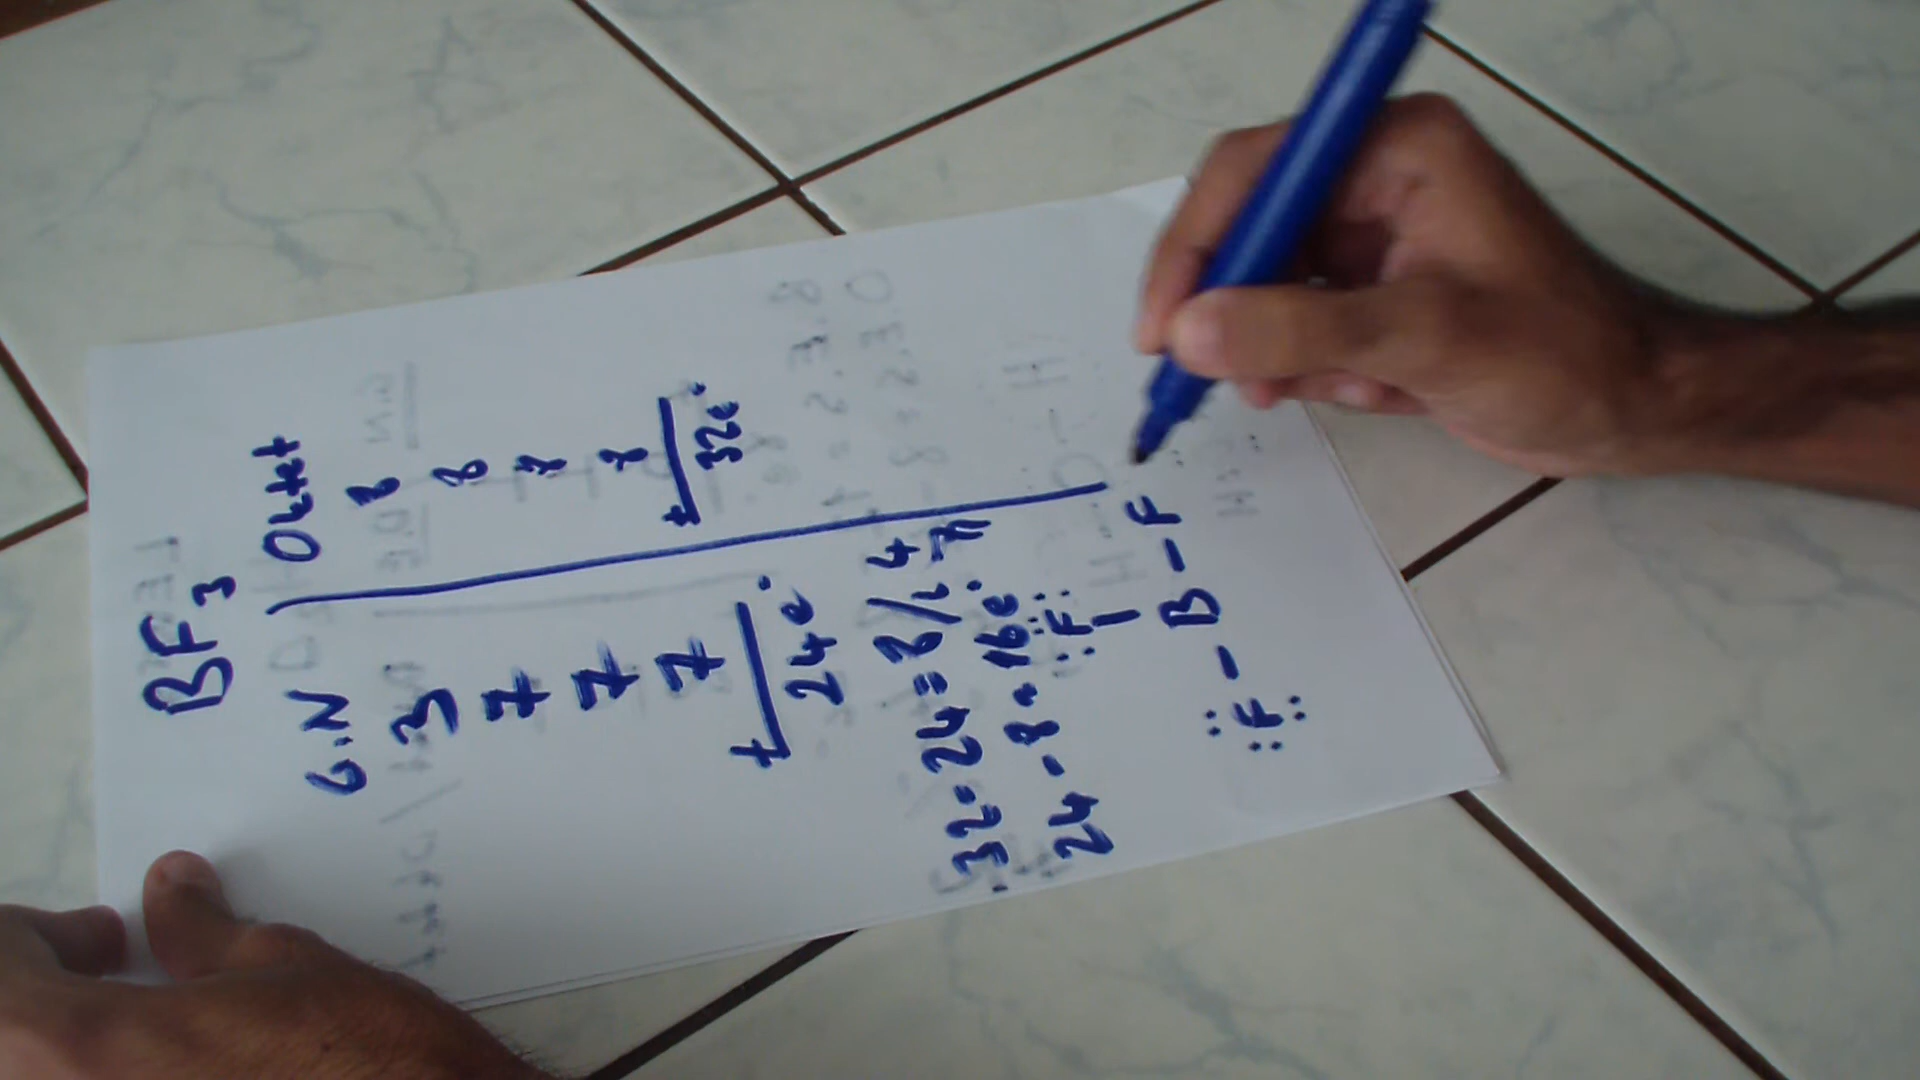 BF3
G.N Oktet
3 8
7 8
7 8
7 8
+ +
24e- 32e-
32-24=8/2 4
24-8=16e-
:F:
F-B-F